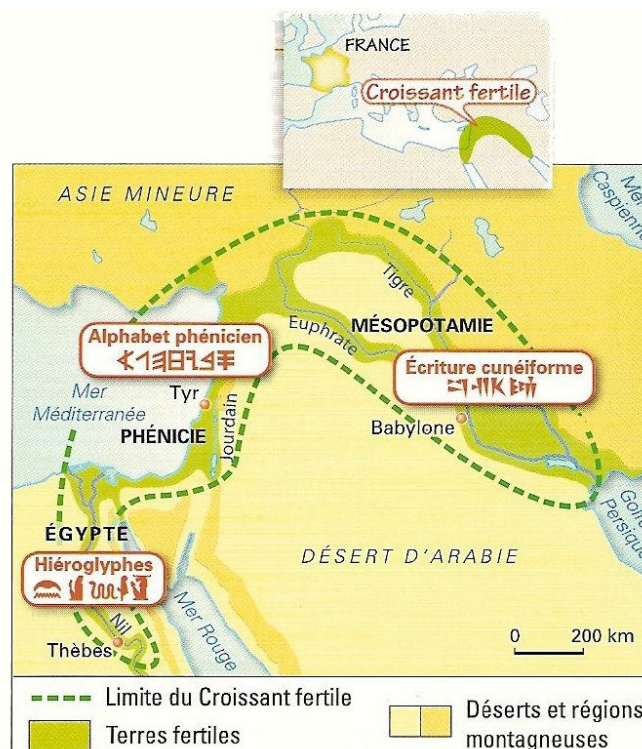 FRANCE
Croissant fertile
ASIE MINEURE
Mer
Caspienne
Tigre
MÉSOPOTAMIE
Euphrate
Alphabet phénicien
Écriture cunéiforme
Mer
Méditerranée
Tyr
PHÉNICIE
Jourdain
Babylone
Golfe
Persique
ÉGYPTE
Hiéroglyphes
DÉSERT D'ARABIE
Mer Rouge
Nil
Thèbes
0 200 km
Limite du Croissant fertile
Terres fertiles
Déserts et régions
montagneuses